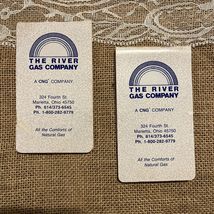 THE RIVER
GAS COMPANY
A CNG COMPANY
324 Fourth St.
Marietta, Ohio 45750
Ph. 614/373-6545
Ph. 1-800-282-9779
All the Comforts of
Natural Gas
THE RIVER
GAS COMPANY
A CNG COMPANY
324 Fourth St.
Marietta, Ohio 45750
Ph. 614/373-6545
Ph. 1-800-282-9779
All the Comforts of
Natural Gas